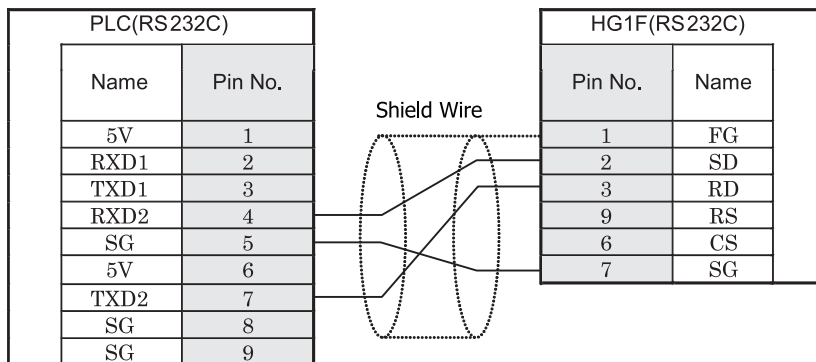 PLC(RS232C) HG1F(RS232C)
Name Pin No. Pin No. Name
Shield Wire
5V 1 1 FG
RXD1 2 2 SD
TXD1 3 3 RD
RXD2 4 9 RS
SG 5 6 CS
5V 6 7 SG
TXD2 7
SG 8
SG 9